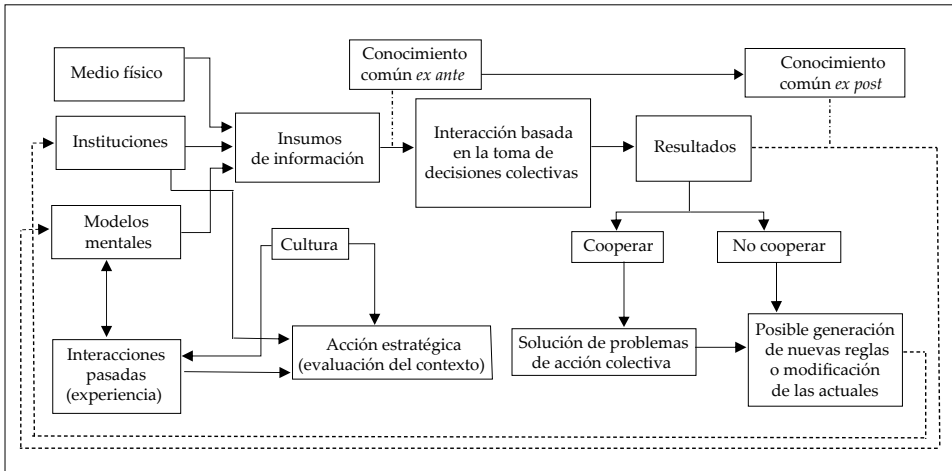 Medio físico
Conocimiento
común ex ante
Conocimiento
común ex post
Instituciones
Insumos
de información
Interacción basada
en la toma de
decisiones colectivas
Resultados
Modelos
mentales
Cultura
Cooperar
No cooperar
Interacciones
pasadas
(experiencia)
Acción estratégica
(evaluación del contexto)
Solución de problemas
de acción colectiva
Posible generación
de nuevas reglas
o modificación
de las actuales